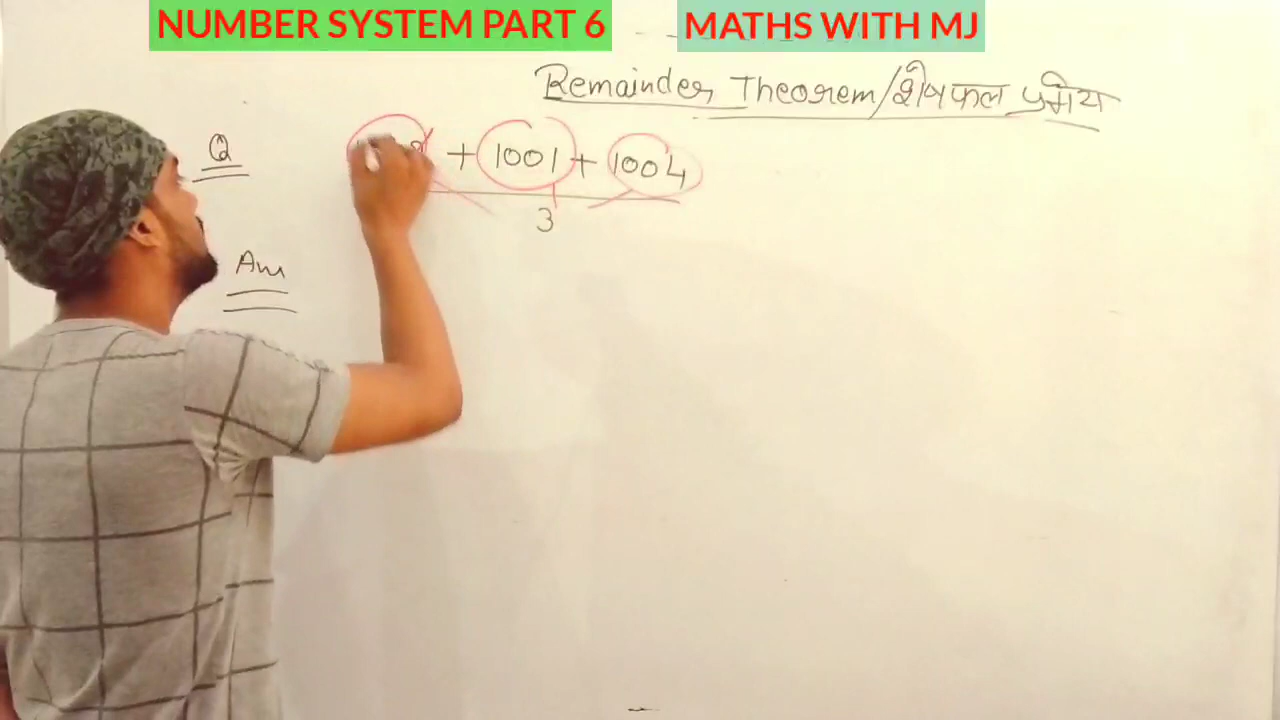 NUMBER SYSTEM PART 6 MATHS WITH MJ
Remainder Theorem/शेषफल प्रमेय
Q + 1001 + 1004
3
Ans